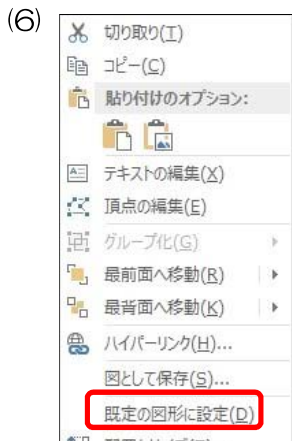 (6)
切り取り(T)
コピー(C)
貼り付けのオプション:
テキストの編集(X)
頂点の編集(E)
グループ化(G)
最前面へ移動(R)
最背面へ移動(K)
ハイパーリンク(H)...
図として保存(S)...
既定の図形に設定(D)